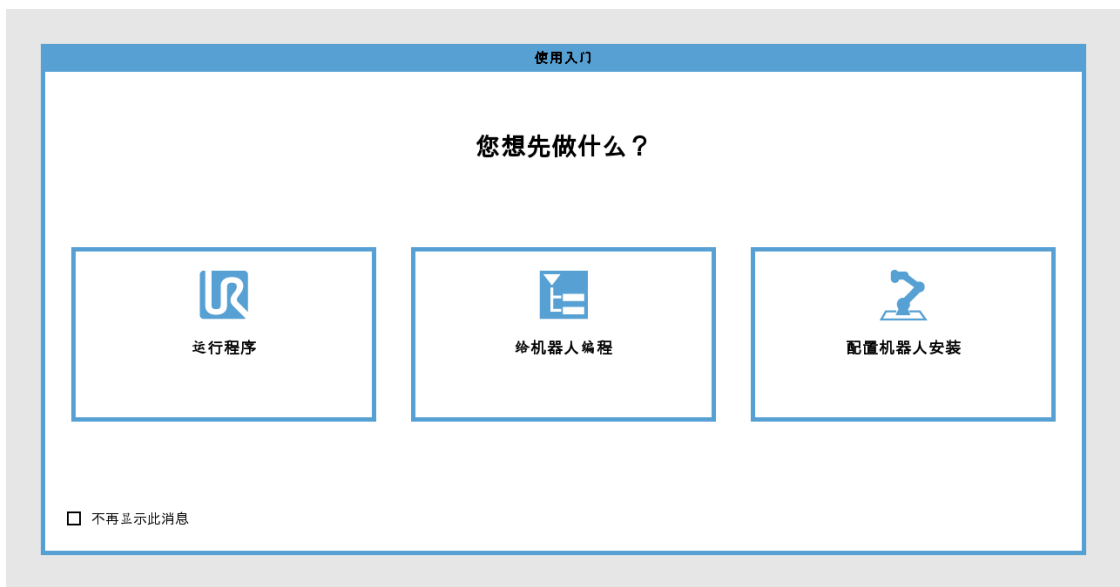 使用入门
您想先做什么？
运行程序
给机器人编程
配置机器人安装
不再显示此消息